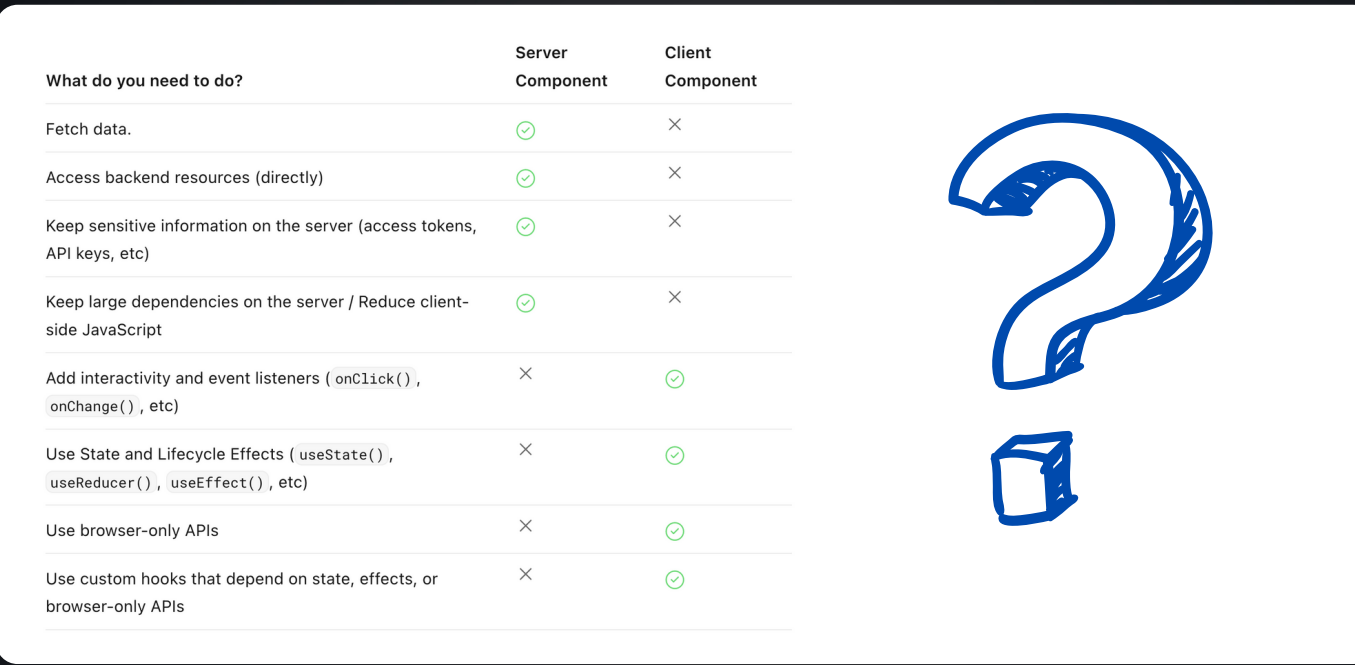 Server
Component
Client
Component
What do you need to do?
Fetch data.
Access backend resources (directly)
Keep sensitive information on the server (access tokens,
API keys, etc)
Keep large dependencies on the server / Reduce client-
side JavaScript
Add interactivity and event listeners ( onClick() ,
onChange() , etc)
Use State and Lifecycle Effects ( useState() ,
useReducer() , useEffect() , etc)
Use browser-only APIs
Use custom hooks that depend on state, effects, or
browser-only APIs
?